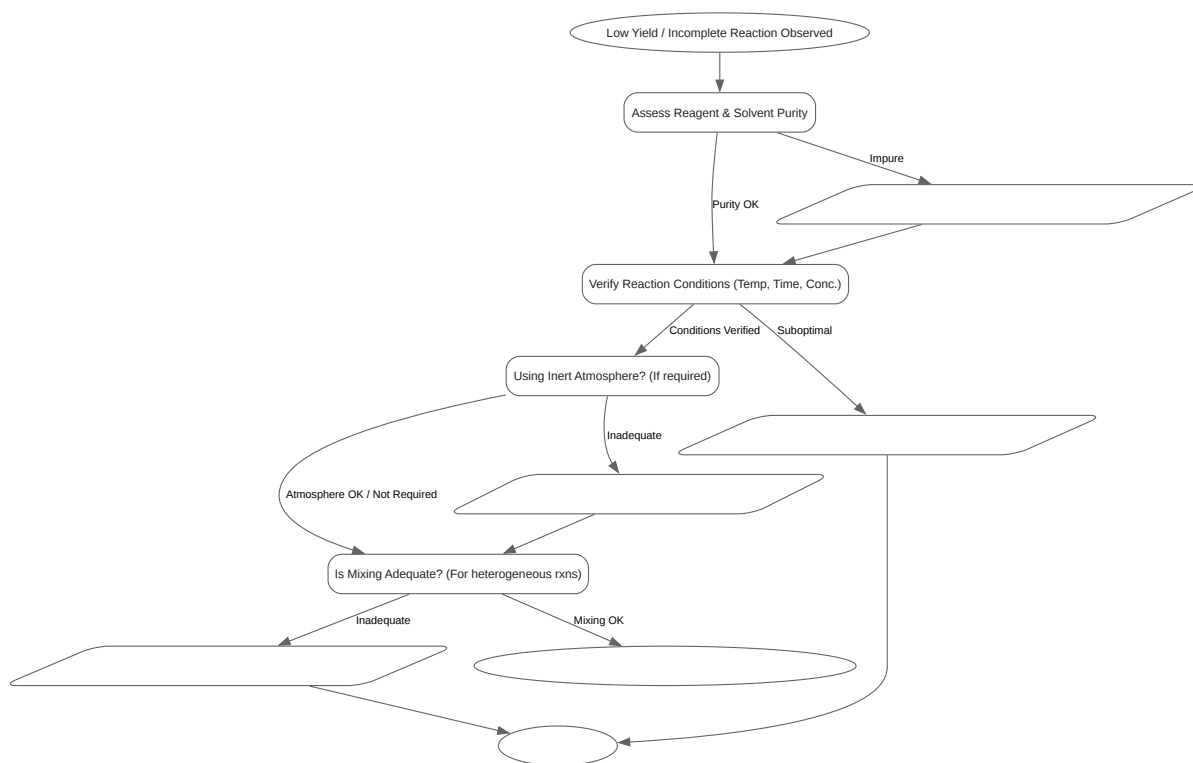 Low Yield / Incomplete Reaction Observed
Assess Reagent & Solvent Purity
Impure
Purity OK
Verify Reaction Conditions (Temp, Time, Conc.)
Conditions Verified
Suboptimal
Using Inert Atmosphere? (If required)
Inadequate
Atmosphere OK / Not Required
Is Mixing Adequate? (For heterogeneous rxns)
Inadequate
Mixing OK